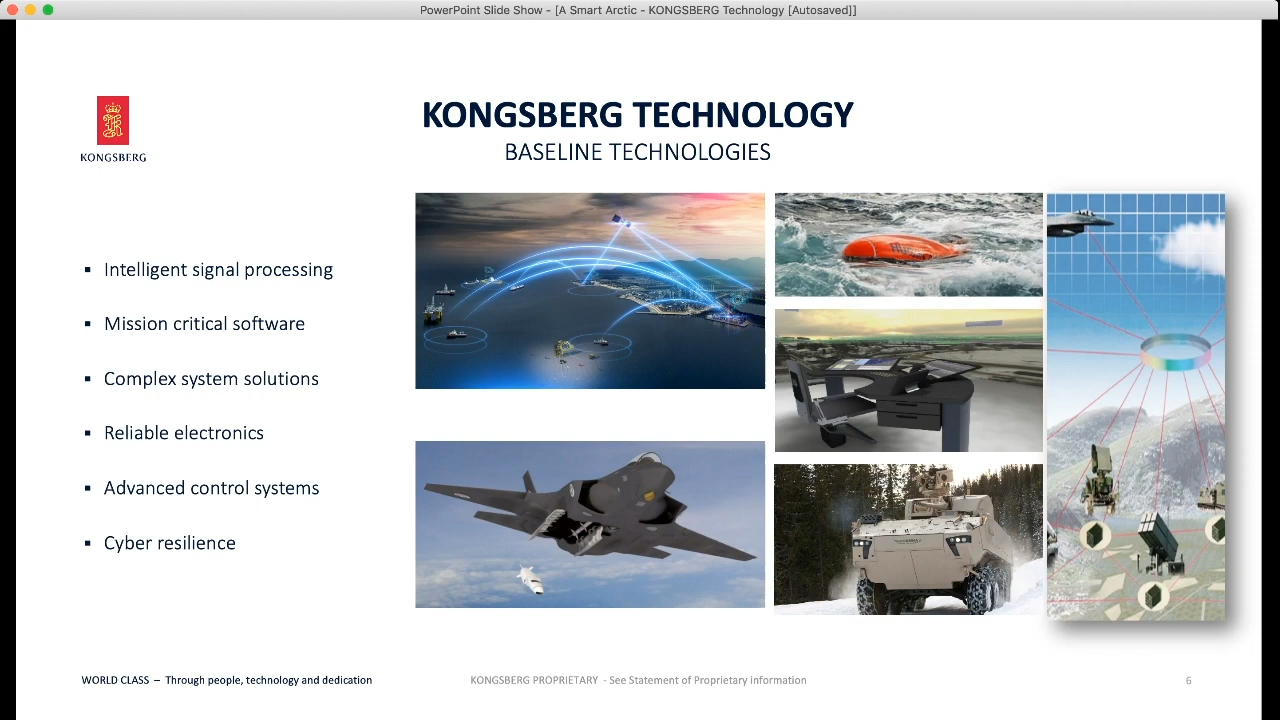 PowerPoint Slide Show - [A Smart Arctic - KONGSBERG Technology [Autosaved]]
KONGSBERG
KONGSBERG TECHNOLOGY
BASELINE TECHNOLOGIES
▪ Intelligent signal processing
▪ Mission critical software
▪ Complex system solutions
▪ Reliable electronics
▪ Advanced control systems
▪ Cyber resilience
WORLD CLASS – Through people, technology and dedication
KONGSBERG PROPRIETARY - See Statement of Proprietary information
6